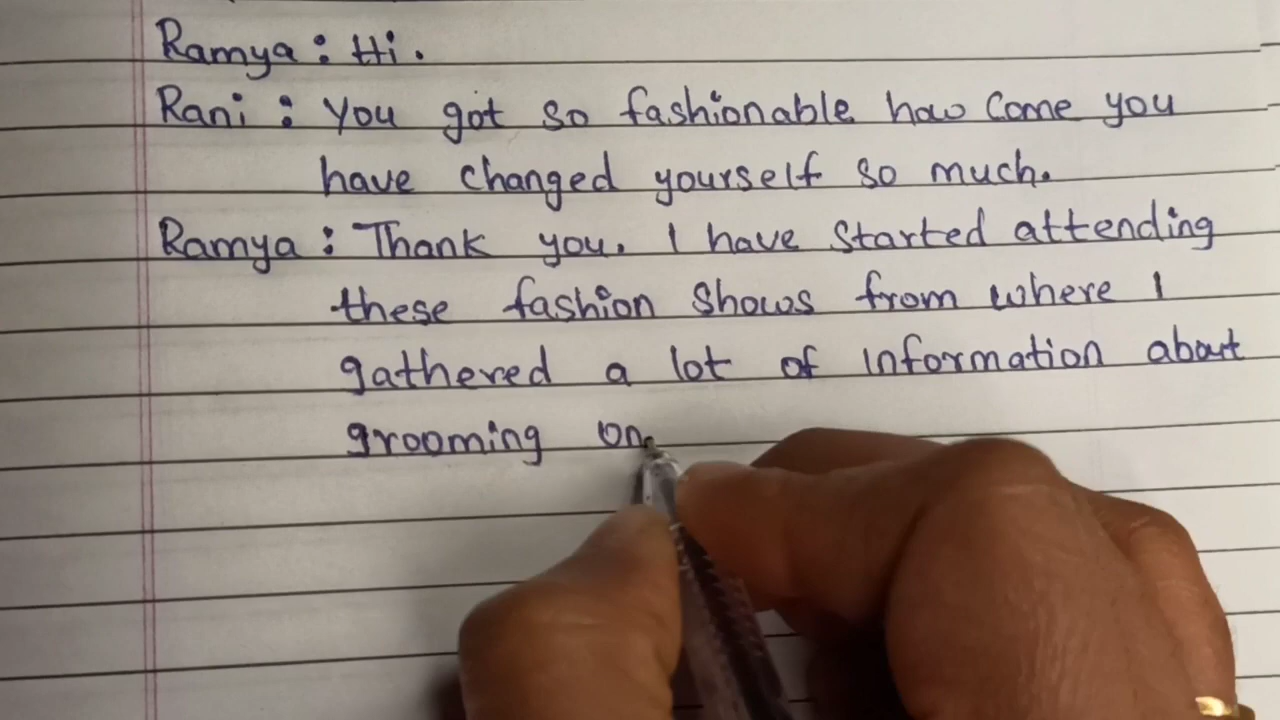 Ramya : Hi.
Rani : You got so fashionable how come you
have changed yourself so much.
Ramya : Thank you. I have started attending
these fashion shows from where I
gathered a lot of information about
grooming on